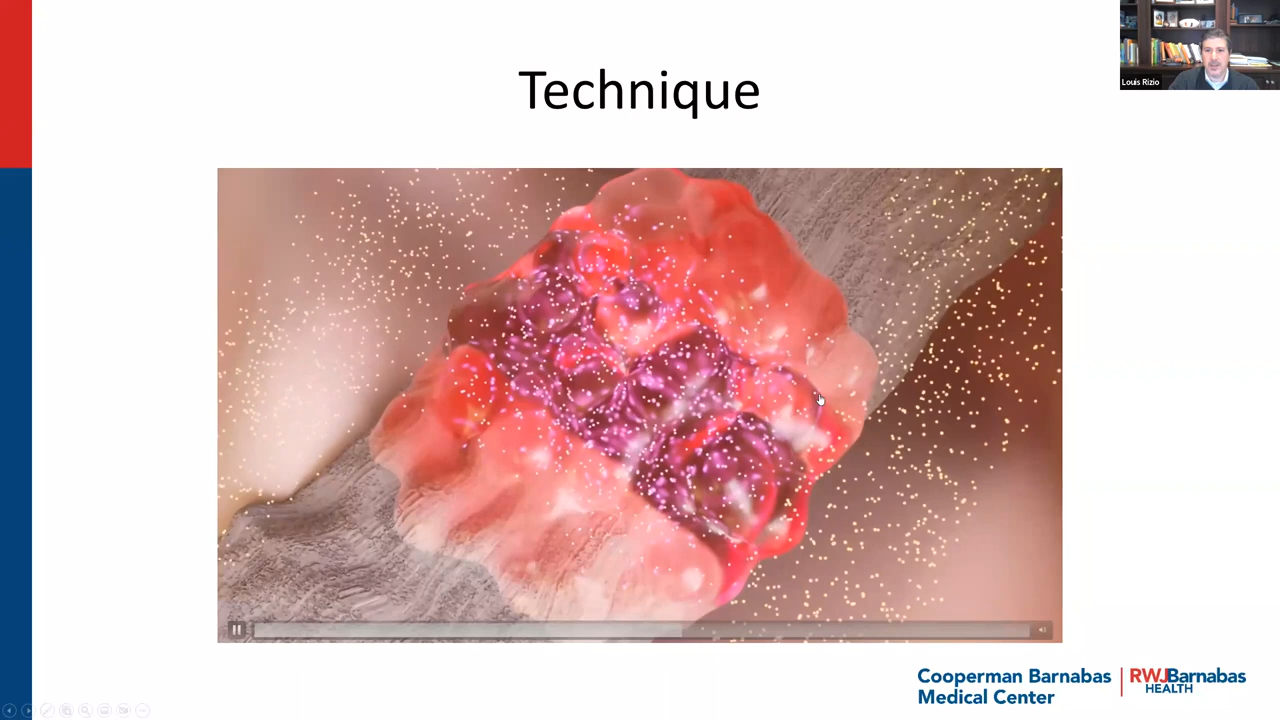 Louis Rizio
Technique
Cooperman Barnabas
Medical Center
RWJBarnabas
HEALTH